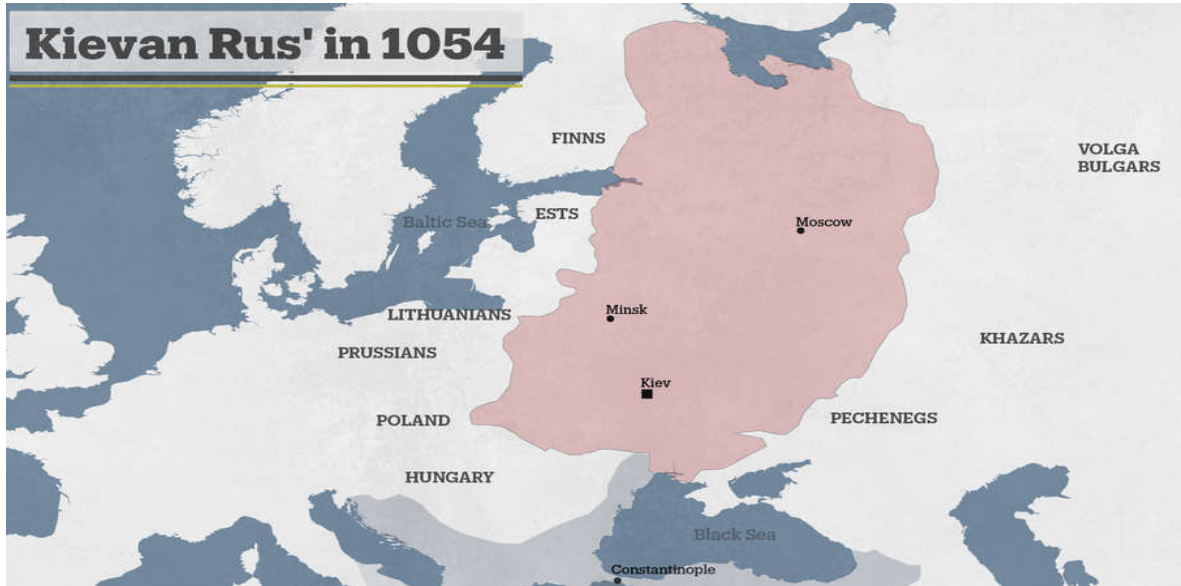 Kievan Rus' in 1054
FINNS
VOLGA
BULGARS
Baltic Sea
ESTS
Moscow
LITHUANIANS
Minsk
KHAZARS
PRUSSIANS
Kiev
POLAND
PECHENEGS
HUNGARY
Black Sea
Constantinople